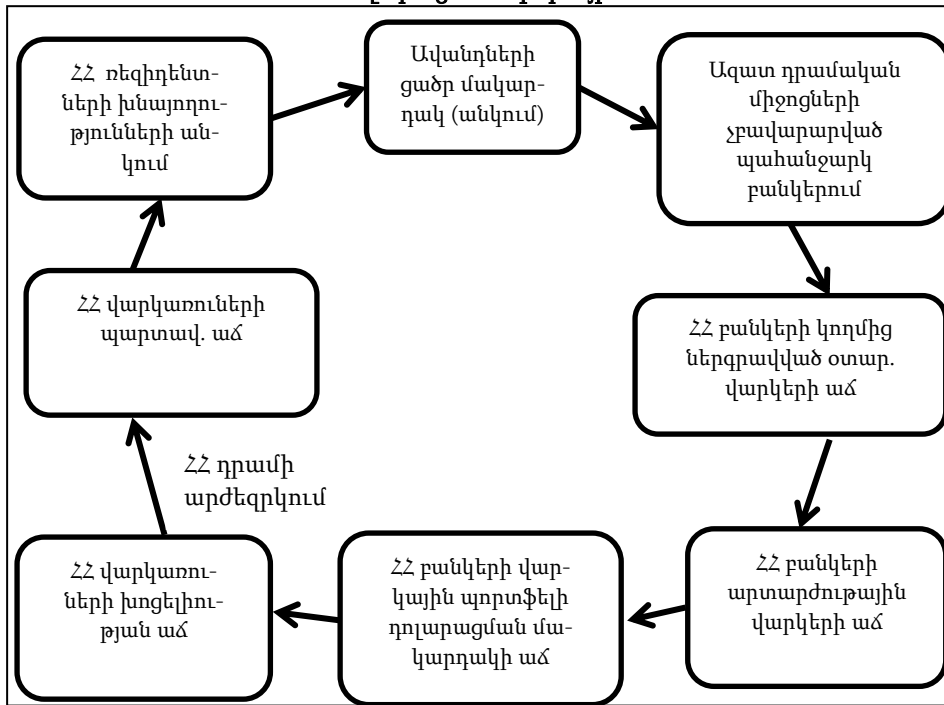 ՀՀ ռեզիդենտ-
ների խնայողու-
թյունների ան-
կում
Ավանդների
ցածր մակար-
դակ (անկում)
Ազատ դրամական
միջոցների
չբավարարված
պահանջարկ
բանկերում
ՀՀ բանկերի կողմից
ներգրավված օտար.
վարկերի աճ
ՀՀ բանկերի
արտարժութային
վարկերի աճ
ՀՀ բանկերի վար-
կային պորտֆելի
դոլարացման մա-
կարդակի աճ
ՀՀ վարկառու-
ների խոցելիու-
թյան աճ
ՀՀ դրամի
արժեզրկում
ՀՀ վարկառուների
պարտավ. աճ